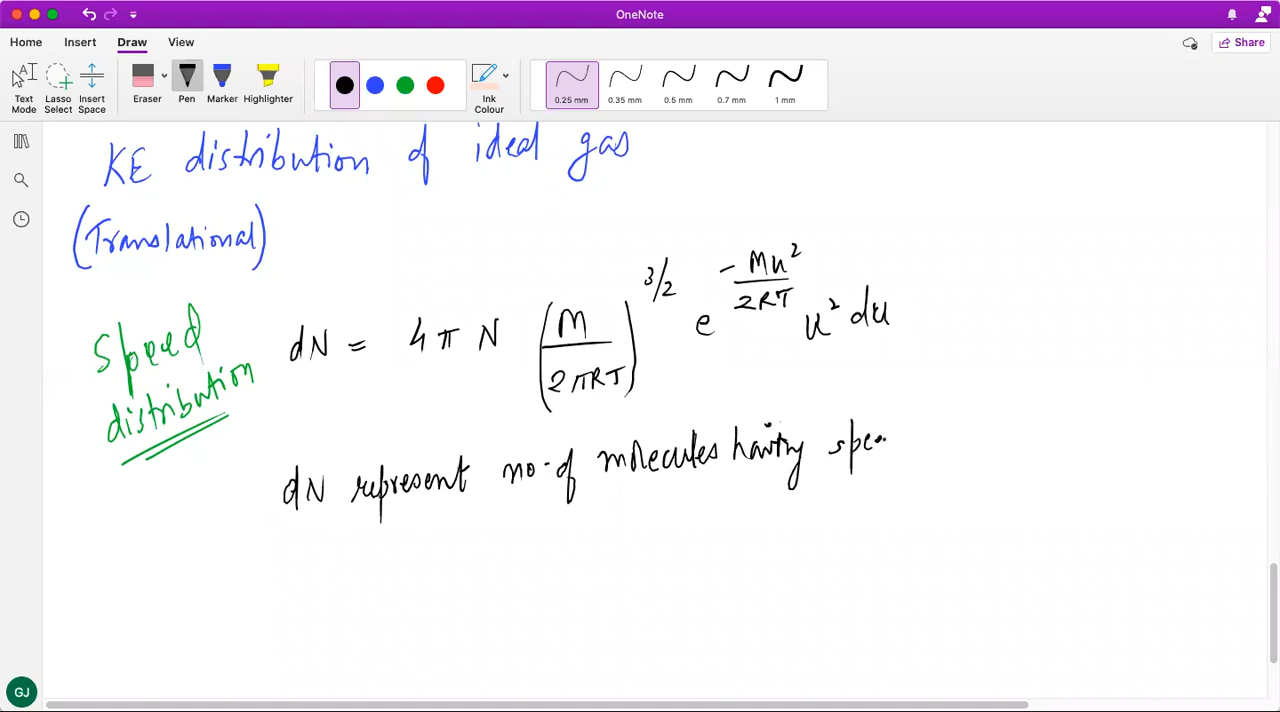 OneNote
Home Insert Draw View
Share
Text Mode
Lasso Select
Insert Space
Eraser
Pen
Marker
Highlighter
Ink Colour
0.25 mm 0.35 mm 0.5 mm 0.7 mm 1 mm
KE distribution of ideal gas
(Translational)
Speed distribution
dN = 4 π N (M / 2πRT)^3/2 e^-Mu²/2RT u² du
dN represent no. of molecules having spee
GJ